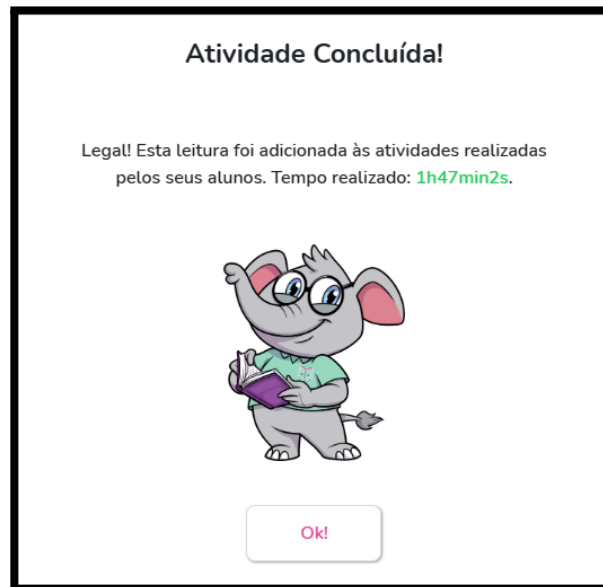 Atividade Concluída!
Legal! Esta leitura foi adicionada às atividades realizadas
pelos seus alunos. Tempo realizado: 1h47min2s.
Ok!